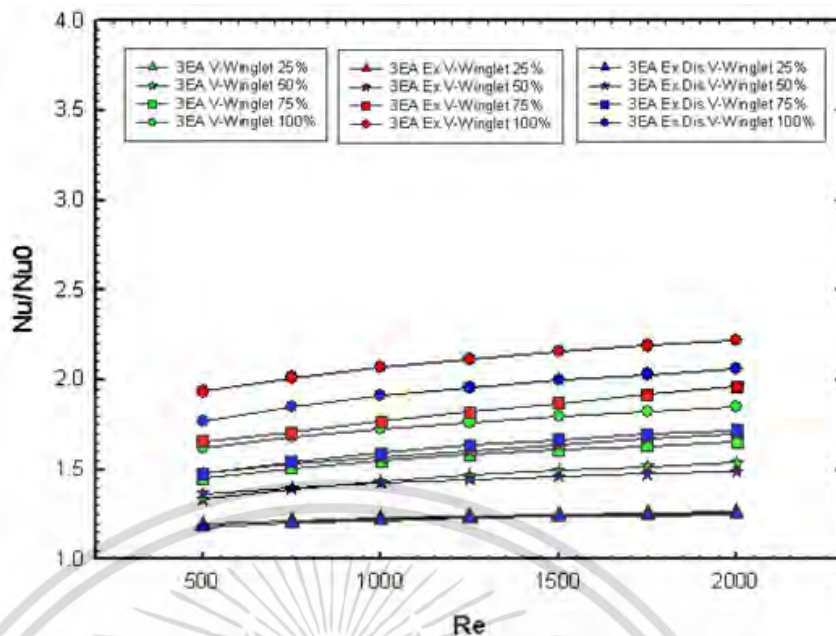 4.0
3EA V-Winglet 25%
3EA V-Winglet 50%
3EA V-Winglet 75%
3EA V-Winglet 100%
3EA Ex.V-Winglet 25%
3EA Ex.V-Winglet 50%
3EA Ex.V-Winglet 75%
3EA Ex.V-Winglet 100%
3EA Ex.Dis.V-Winglet 25%
3EA Ex.Dis.V-Winglet 50%
3EA Ex.Dis.V-Winglet 75%
3EA Ex.Dis.V-Winglet 100%
3.5
3.0
Nu/Nu0
2.5
2.0
1.5
1.0
500
1000
1500
2000
Re